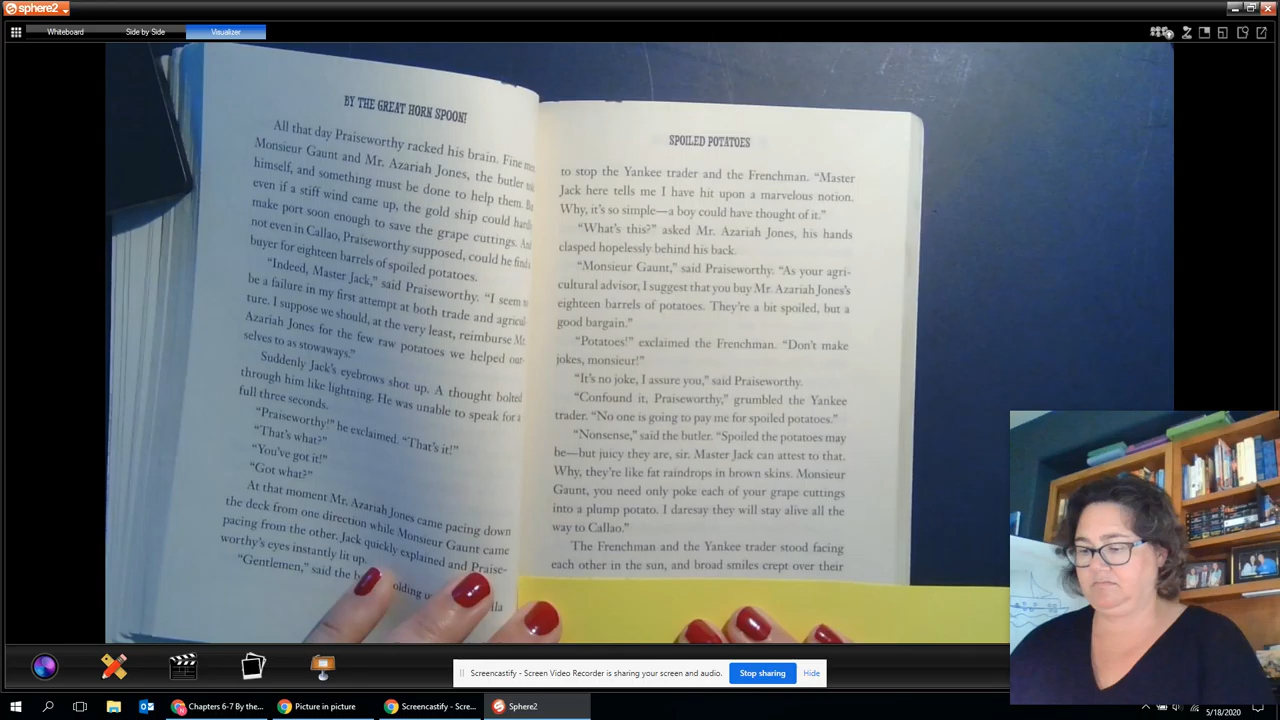 sphere2
Whiteboard
Side by Side
Visualizer
BY THE GREAT HORN SPOON!
All that day Praiseworthy racked his brain. Fine men
Monsieur Gaunt and Mr. Azariah Jones, the butler told
himself, and something must be done to help them. But
even if a stiff wind came up, the gold ship could hardly
make port soon enough to save the grape cuttings. And
not even in Callao, Praiseworthy supposed, could he find a
buyer for eighteen barrels of spoiled potatoes.
"Indeed, Master Jack," said Praiseworthy. "I seem to
be a failure in my first attempt at both trade and agricul-
ture. I suppose we should, at the very least, reimburse Mr.
Azariah Jones for the few raw potatoes we helped our-
selves to as stowaways."
Suddenly Jack's eyebrows shot up. A thought bolted
through him like lightning. He was unable to speak for a
full three seconds.
"Praiseworthy!" he exclaimed. "That's it!"
"That's what?"
"You've got it!"
"Got what?"
At that moment Mr. Azariah Jones came pacing down
the deck from one direction while Monsieur Gaunt came
pacing from the other. Jack quickly explained and Praise-
worthy's eyes instantly lit up.
"Gentlemen," said the
SPOILED POTATOES
to stop the Yankee trader and the Frenchman. "Master
Jack here tells me I have hit upon a marvelous notion.
Why, it's so simple—a boy could have thought of it."
"What's this?" asked Mr. Azariah Jones, his hands
clasped hopelessly behind his back.
"Monsieur Gaunt," said Praiseworthy. "As your agri-
cultural advisor, I suggest that you buy Mr. Azariah Jones's
eighteen barrels of potatoes. They're a bit spoiled, but a
good bargain."
"Potatoes!" exclaimed the Frenchman. "Don't make
jokes, monsieur!"
"It's no joke, I assure you," said Praiseworthy.
"Confound it, Praiseworthy," grumbled the Yankee
trader. "No one is going to pay me for spoiled potatoes."
"Nonsense," said the butler. "Spoiled the potatoes may
be—but juicy they are, sir. Master Jack can attest to that.
Why, they're like fat raindrops in brown skins. Monsieur
Gaunt, you need only poke each of your grape cuttings
into a plump potato. I daresay they will stay alive all the
way to Callao."
The Frenchman and the Yankee trader stood facing
each other in the sun, and broad smiles crept over their
Screencastify - Screen Video Recorder is sharing your screen and audio.
Stop sharing
Hide
Chapters 6-7 By the...
Picture in picture
Screencastify - Scre...
Sphere2
5/18/2020